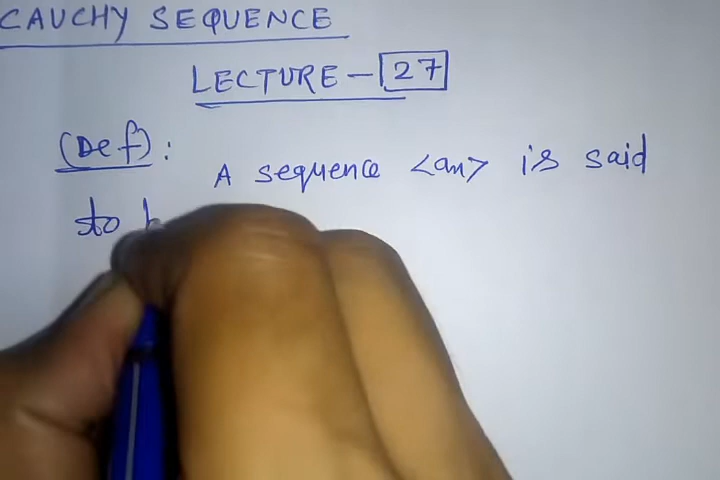 CAUCHY SEQUENCE
LECTURE - 27
(Def):
A sequence <an> is said
to